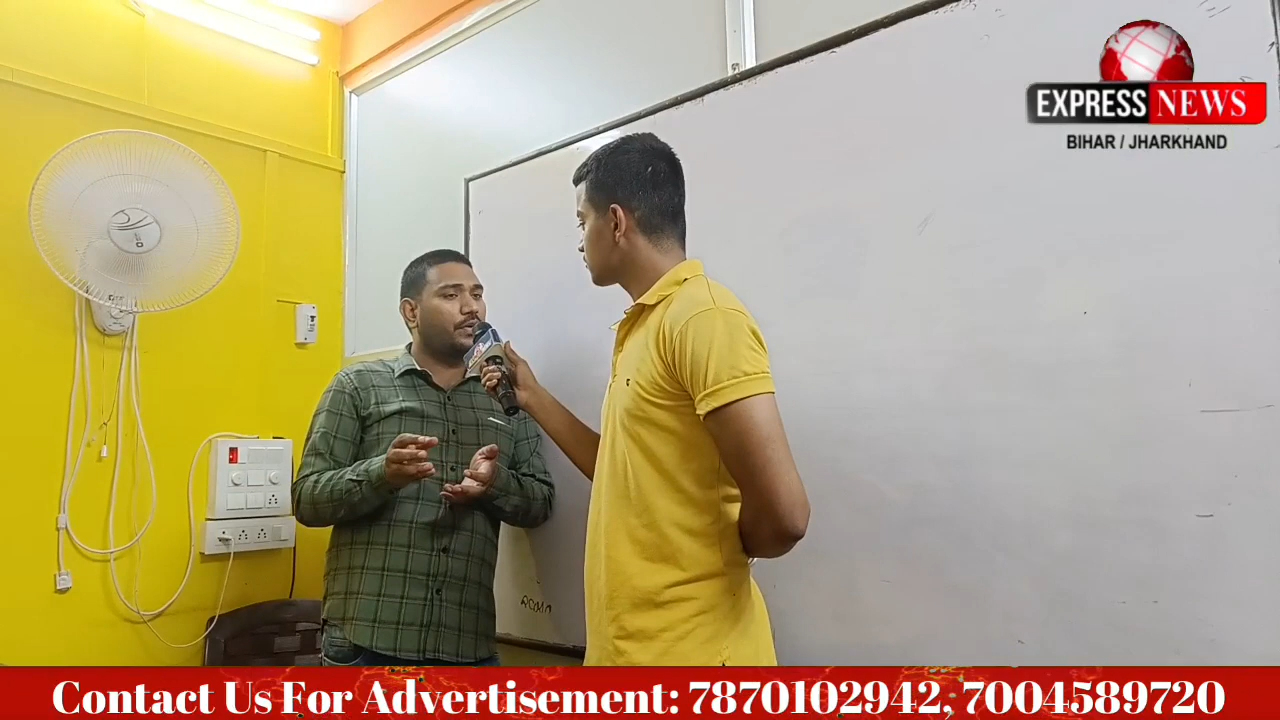 EXPRESS NEWS
BIHAR / JHARKHAND
Contact Us For Advertisement: 7870102942, 7004589720